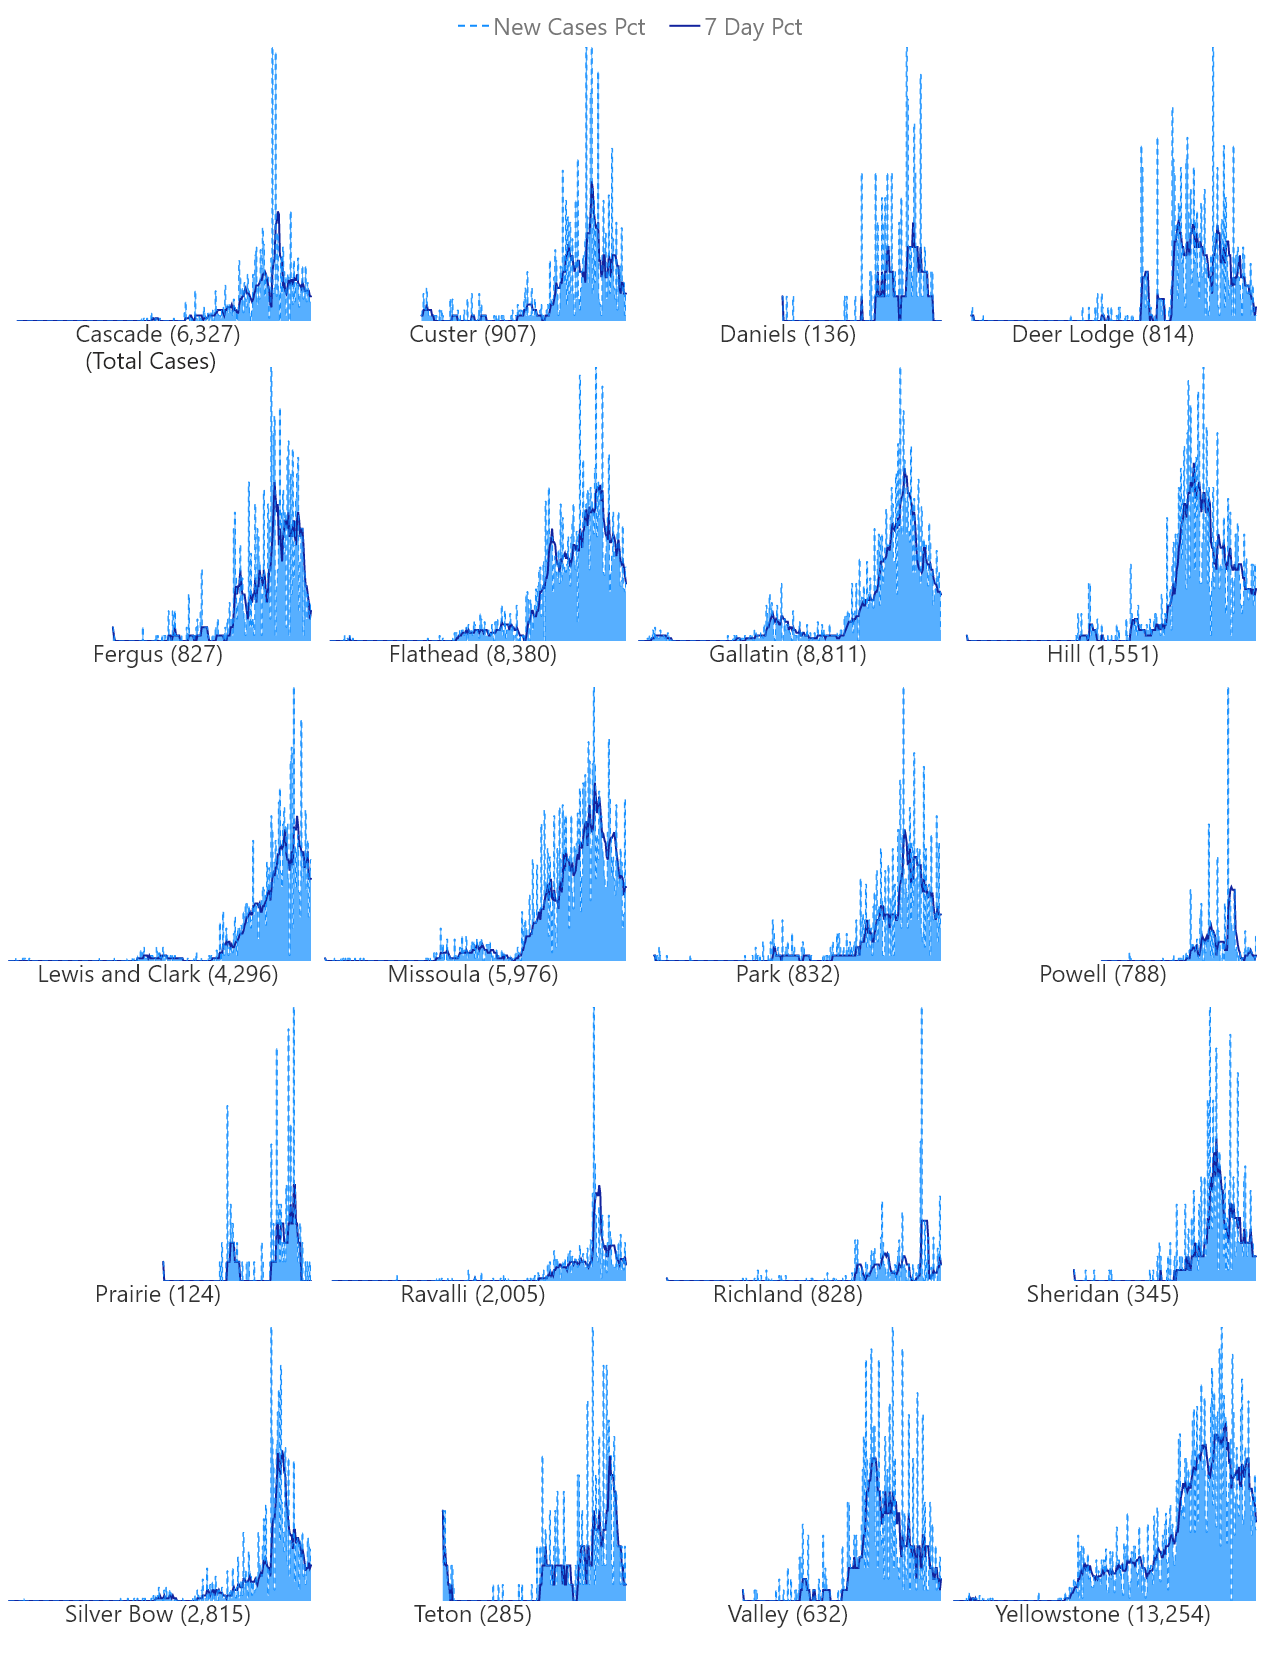 New Cases Pct 7 Day Pct
Cascade (6,327) Custer (907) Daniels (136) Deer Lodge (814)
(Total Cases)
Fergus (827) Flathead (8,380) Gallatin (8,811) Hill (1,551)
Lewis and Clark (4,296) Missoula (5,976) Park (832) Powell (788)
Prairie (124) Ravalli (2,005) Richland (828) Sheridan (345)
Silver Bow (2,815) Teton (285) Valley (632) Yellowstone (13,254)